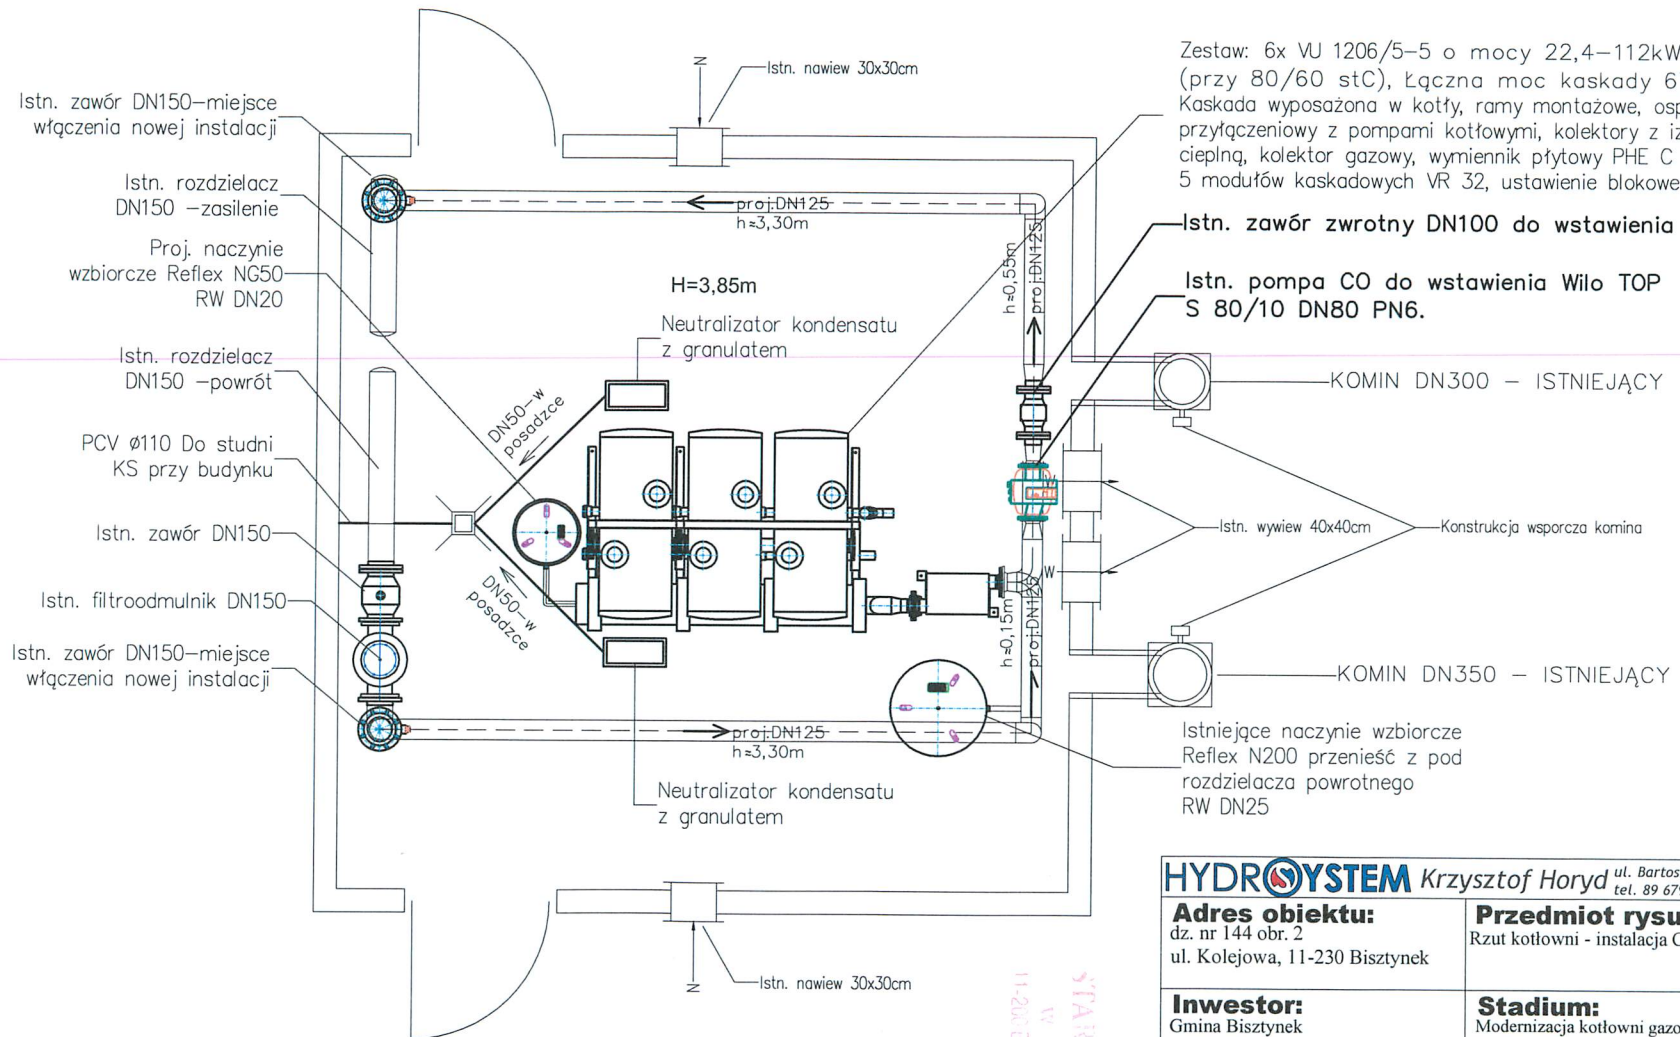 Istn. zawór DN150-miejsce
włączenia nowej instalacji
Istn. rozdzielacz
DN150 -zasilenie
Proj. naczynie
wzbiorcze Reflex NG50
RW DN20
Istn. rozdzielacz
DN150 -powrót
PCV ø110 Do studni
KS przy budynku
Istn. zawór DN150
Istn. filtroodmulnik DN150
Istn. zawór DN150-miejsce
włączenia nowej instalacji
N
Istn. nawiew 30x30cm
proj.DN125
h≈3,30m
H=3,85m
Neutralizator kondensatu
z granulatem
DN50-w
posadzce
DN50-w
posadzce
h≈0,55m
proj.DN125
W
W
h≈0,15m
proj.DN125
proj.DN125
h≈3,30m
Neutralizator kondensatu
z granulatem
N
Istn. nawiew 30x30cm
Zestaw: 6x VU 1206/5-5 o mocy 22,4-112kW
(przy 80/60 stC), Łączna moc kaskady 6
Kaskada wyposażona w kotły, ramy montażowe, osp
przyłączeniowy z pompami kotłowymi, kolektory z iz
cieplną, kolektor gazowy, wymiennik płytowy PHE C
5 modułów kaskadowych VR 32, ustawienie blokowe
Istn. zawór zwrotny DN100 do wstawienia
Istn. pompa CO do wstawienia Wilo TOP
S 80/10 DN80 PN6.
KOMIN DN300 - ISTNIEJĄCY
Istn. wywiew 40x40cm
Konstrukcja wsporcza komina
KOMIN DN350 - ISTNIEJĄCY
Istniejące naczynie wzbiorcze
Reflex N200 przenieść z pod
rozdzielacza powrotnego
RW DN25
HYDROSYSTEM Krzysztof Horyd ul. Bartos
tel. 89 679
Adres obiektu:
dz. nr 144 obr. 2
ul. Kolejowa, 11-230 Bisztynek
Przedmiot rysu
Rzut kotłowni - instalacja C
Inwestor:
Gmina Bisztynek
Stadium:
Modernizacja kotłowni gazo
STAR
W